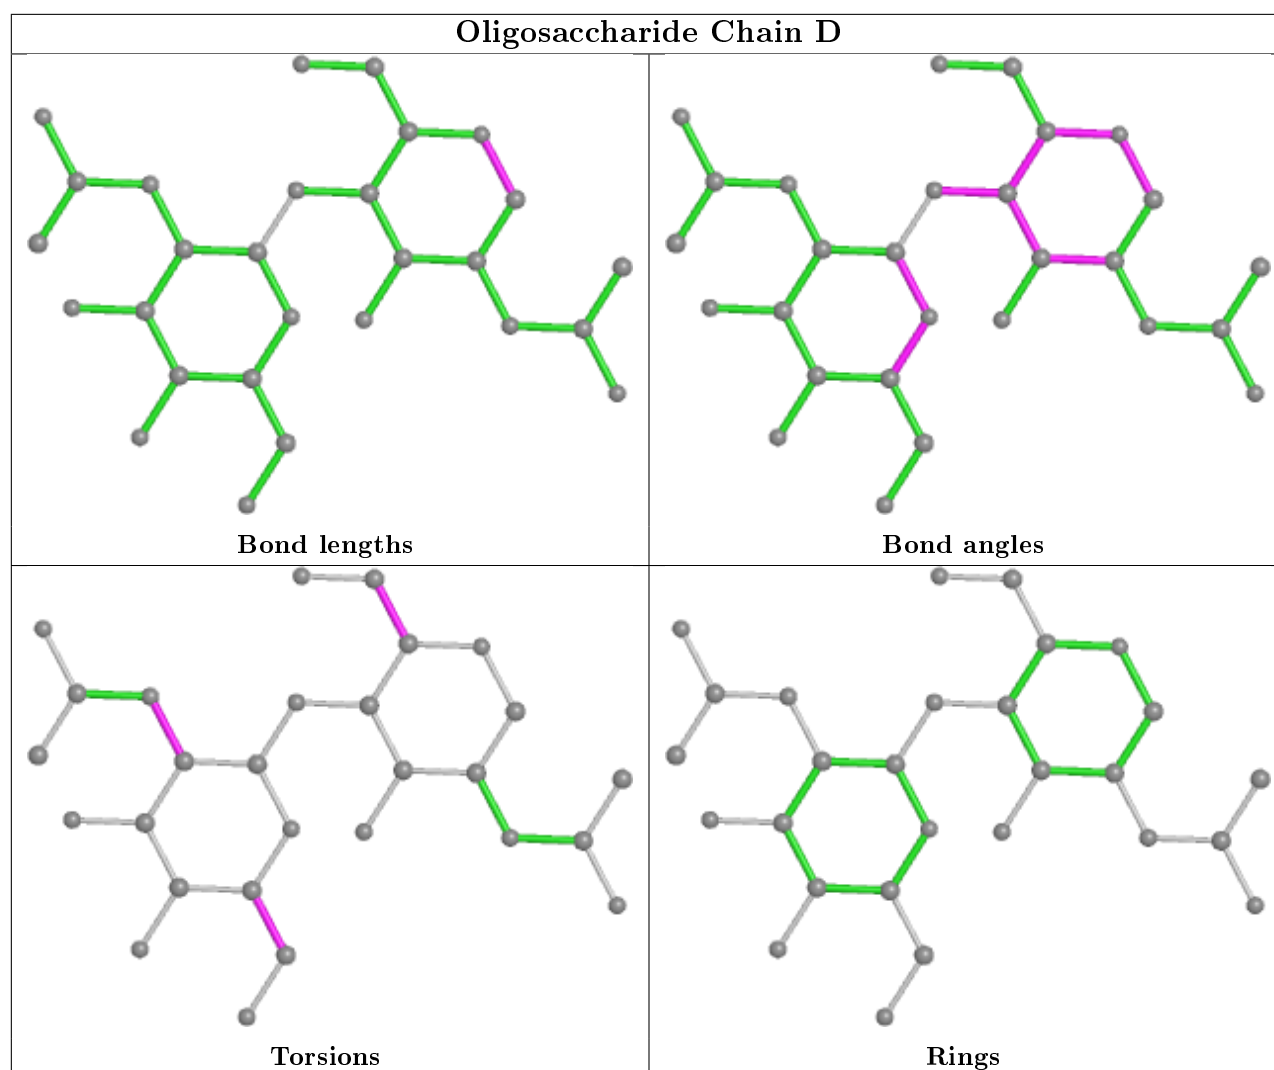 Oligosaccharide Chain D
Bond lengths
Bond angles
Torsions
Rings